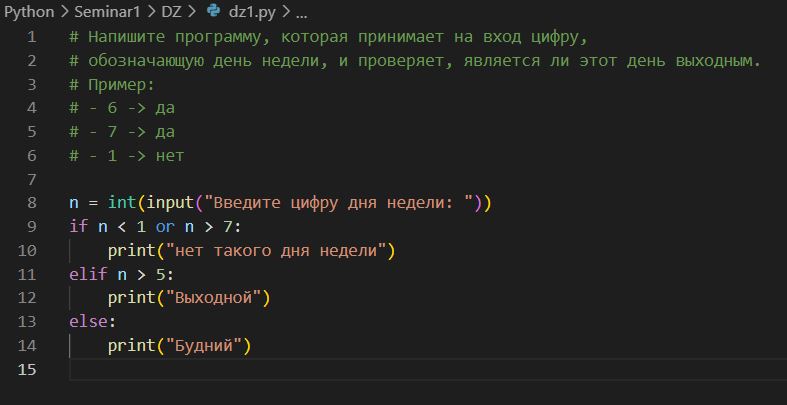 Python > Seminar1 > DZ > dz1.py > ...
1 # Напишите программу, которая принимает на вход цифру,
2 # обозначающую день недели, и проверяет, является ли этот день выходным.
3 # Пример:
4 # - 6 -> да
5 # - 7 -> да
6 # - 1 -> нет
7
8 n = int(input("Введите цифру дня недели: "))
9 if n < 1 or n > 7:
10     print("нет такого дня недели")
11 elif n > 5:
12     print("Выходной")
13 else:
14     print("Будний")
15